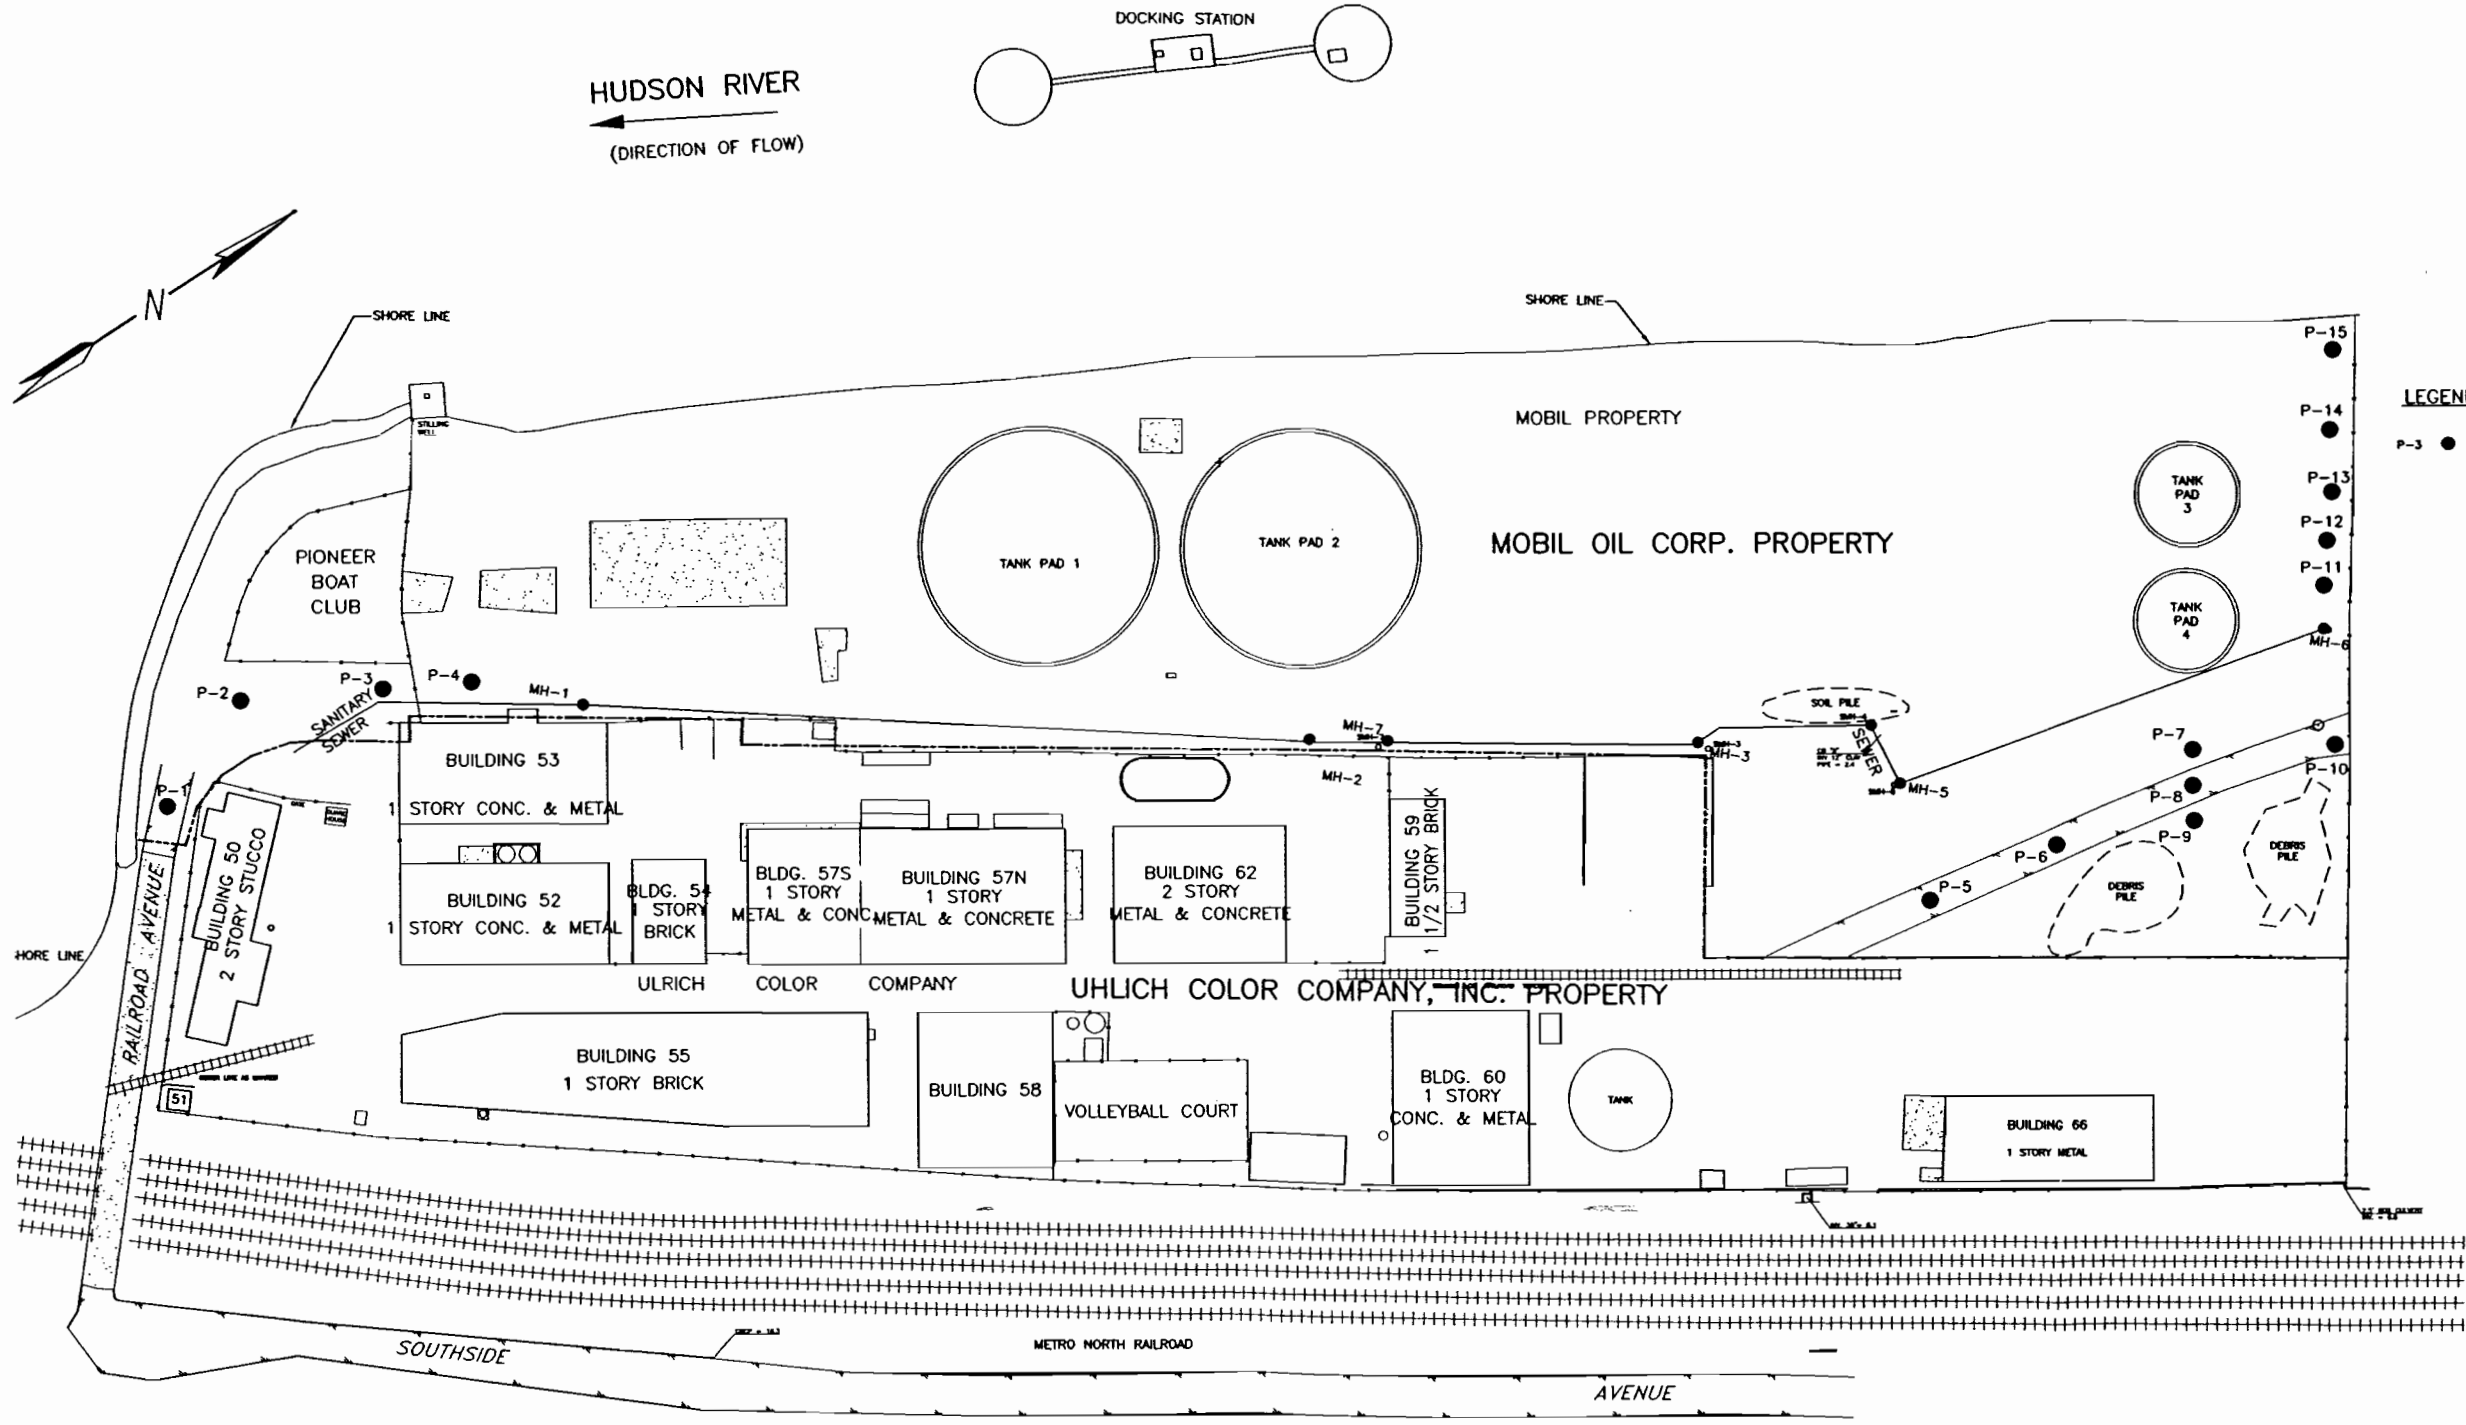 DOCKING STATION
HUDSON RIVER
(DIRECTION OF FLOW)
N
SHORE LINE
SHORE LINE
P-15
LEGEN
P-14
MOBIL PROPERTY
P-3
STILLING
WELL
P-13
TANK
PAD
3
P-12
MOBIL OIL CORP. PROPERTY
TANK PAD 2
TANK PAD 1
PIONEER
BOAT
CLUB
P-11
TANK
PAD
4
MH-6
P-2
P-3
P-4
MH-1
SANITARY
SEWER
SOIL PILE
SEWER
MH-7
MH-3
MH-2
MH-5
P-7
P-10
P-8
P-9
P-6
P-5
DEBRIS
PILE
DEBRIS
PILE
P-1
BUILDING 53
1 STORY CONC. & METAL
BUILDING 50
2 STORY STUCCO
BUILDING 52
1 STORY CONC. & METAL
BLDG. 54
1 STORY
BRICK
BLDG. 57S
1 STORY
METAL & CONC.
BUILDING 57N
1 STORY
METAL & CONCRETE
BUILDING 62
2 STORY
METAL & CONCRETE
BUILDING 59
1 1/2 STORY BRICK
HORE LINE
RAILROAD AVENUE
ULRICH COLOR COMPANY
UHLICH COLOR COMPANY, INC. PROPERTY
51
BUILDING 55
1 STORY BRICK
BUILDING 58
VOLLEYBALL COURT
BLDG. 60
1 STORY
CONC. & METAL
TANK
BUILDING 66
1 STORY METAL
METRO NORTH RAILROAD
SOUTHSIDE
AVENUE